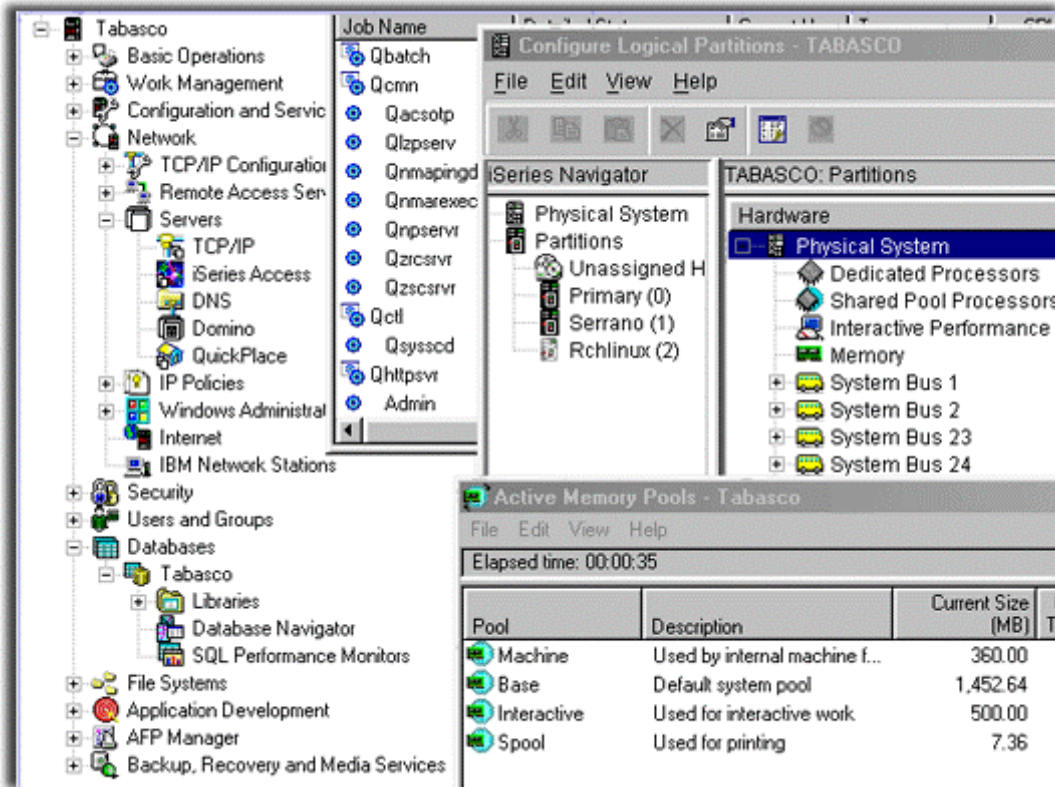 Tabasco
Basic Operations
Work Management
Configuration and Servic
Network
TCP/IP Configuration
Remote Access Ser
Servers
TCP/IP
iSeries Access
DNS
Domino
QuickPlace
IP Policies
Windows Administrat
Internet
IBM Network Stations
Security
Users and Groups
Databases
Tabasco
Libraries
Database Navigator
SQL Performance Monitors
File Systems
Application Development
AFP Manager
Backup, Recovery and Media Services
Job Name
Qbatch
Qcmn
Qacsotp
Qlzpserv
Qnmapingd
Qnmarexec
Qnpservr
Qzrcsrvr
Qzscsrvr
Qctl
Qsysscd
Qhttpsvr
Admin
Configure Logical Partitions - TABASCO
File Edit View Help
iSeries Navigator
Physical System
Partitions
Unassigned H
Primary (0)
Serrano (1)
Rchlinux (2)
TABASCO: Partitions
Hardware
Physical System
Dedicated Processors
Shared Pool Processors
Interactive Performance
Memory
System Bus 1
System Bus 2
System Bus 23
System Bus 24
Active Memory Pools - Tabasco
File Edit View Help
Elapsed time: 00:00:35
Pool Description Current Size (MB)
Machine Used by internal machine f... 360.00
Base Default system pool 1,452.64
Interactive Used for interactive work 500.00
Spool Used for printing 7.36